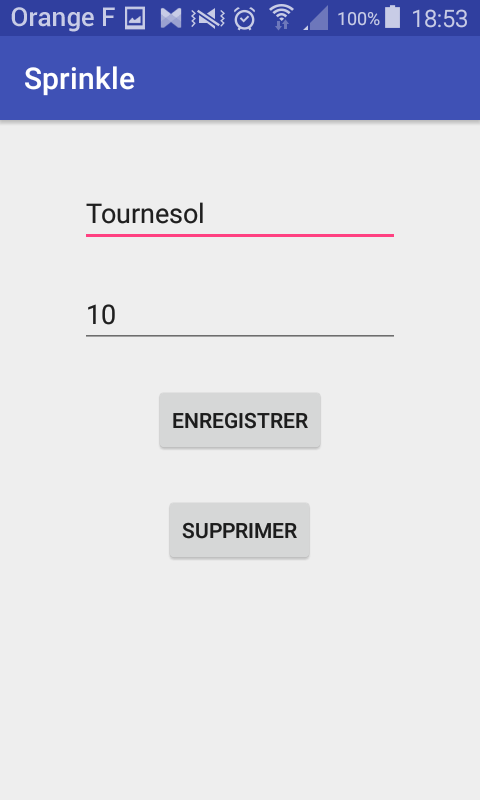 Orange F 100% 18:53
Sprinkle
Tournesol
10
ENREGISTRER
SUPPRIMER